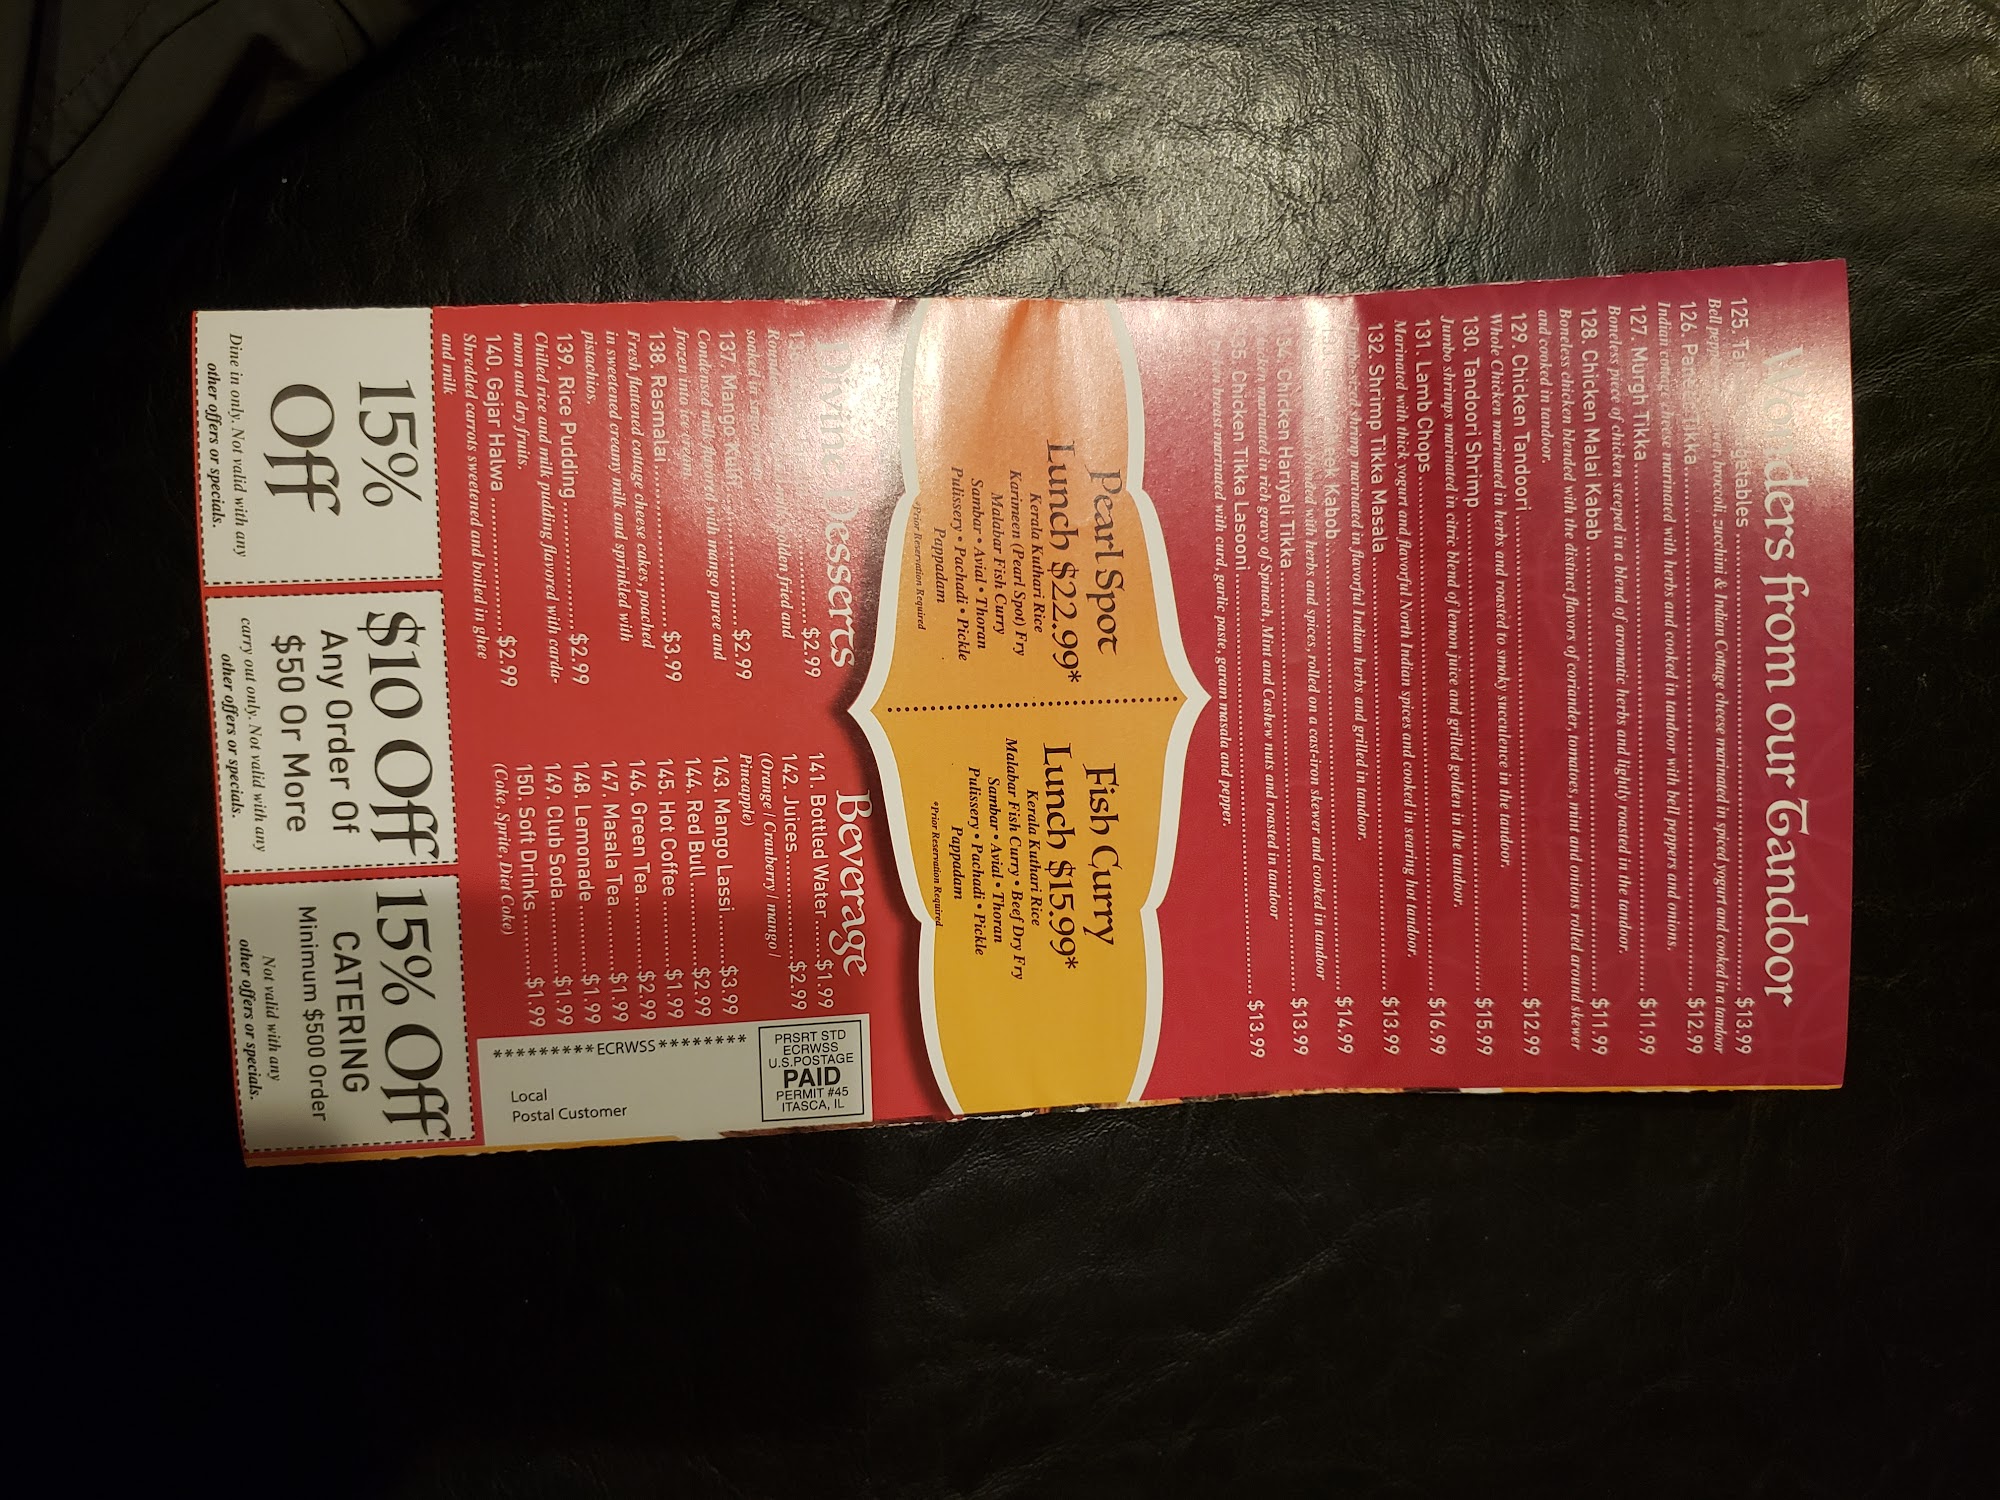 Wonders from our Tandoor
125. Ta getables $13.99
Bell pepper, broccoli, zucchini & Indian Cottage cheese marinated in spiced yogurt and cooked in a tandoor
126. Paneer Tikka $12.99
Indian cottage cheese marinated with herbs and cooked in tandoor with bell peppers and onions.
127. Murgh Tikka $11.99
Boneless piece of chicken steeped in a blend of aromatic herbs and lightly roasted in the tandoor.
128. Chicken Malai Kabab $11.99
Boneless chicken blended with the distinct flavors of coriander, tomatoes, mint and onions rolled around skewer
and cooked in tandoor.
129. Chicken Tandoori $12.99
Whole Chicken marinated in herbs and roasted to smoky succulence in the tandoor.
130. Tandoori Shrimp $15.99
Jumbo shrimps marinated in citric blend of lemon juice and grilled golden in the tandoor.
131. Lamb Chops $16.99
Marinated with thick yogurt and flavorful North Indian spices and cooked in searing hot tandoor.
132. Shrimp Tikka Masala $13.99
shrimp marinated in flavorful Indian herbs and grilled in tandoor.
Kabob $14.99
with herbs and spices, rolled on a cast-iron skewer and cooked in tandoor
134. Chicken Hariyali Tikka $13.99
Chicken marinated in rich gravy of Spinach, Mint and Cashew nuts and roasted in tandoor
135. Chicken Tikka Lasooni $13.99
breast marinated with curd, garlic paste, garam masala and pepper.
Pearl Spot
Lunch $22.99*
Kerala Kuthari Rice
Karimeen (Pearl Spot) Fry
Malabar Fish Curry
Sambar • Avial • Thoran
Pulissery • Pachadi • Pickle
Pappadam
*Prior Reservation Required
Fish Curry
Lunch $15.99*
Kerala Kuthari Rice
Malabar Fish Curry • Beef Dry Fry
Sambar • Avial • Thoran
Pulissery • Pachadi • Pickle
Pappadam
*Prior Reservation Required
Divine Desserts
$2.99
golden fried and
soaked in
137. Mango Kulfi $2.99
Condensed milk flavored with mango puree and
frozen into ice cream
138. Rasmalai $3.99
Fresh flattened cottage cheese cakes, poached
in sweetened creamy milk and sprinkled with
pistachios.
139. Rice Pudding $2.99
Chilled rice and milk pudding flavored with carda-
mom and dry fruits.
140. Gajar Halwa $2.99
Shredded carrots sweetened and boiled in ghee
and milk
Beverage
141. Bottled Water $1.99
142. Juices $2.99
(Orange / Cranberry / mango /
Pineapple)
143. Mango Lassi $3.99
144. Red Bull $2.99
145. Hot Coffee $1.99
146. Green Tea $2.99
147. Masala Tea $1.99
148. Lemonade $1.99
149. Club Soda $1.99
150. Soft Drinks $1.99
(Coke, Sprite, Diet Coke)
PRSRT STD
ECRWSS
U.S.POSTAGE
PAID
PERMIT #45
ITASCA, IL
*********ECRWSS********
Local
Postal Customer
15%
Off
Dine in only. Not valid with any
other offers or specials.
$10 Off
Any Order Of
$50 Or More
carry out only. Not valid with any
other offers or specials.
15% Off
CATERING
Minimum $500 Order
Not valid with any
other offers or specials.